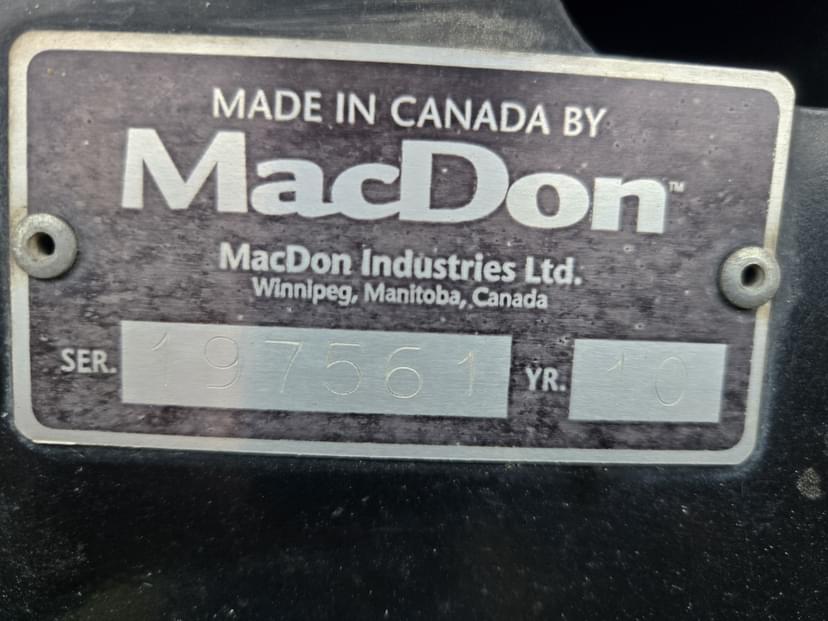 MADE IN CANADA BY
MacDon™
MacDon Industries Ltd.
Winnipeg, Manitoba, Canada
SER. 197561 YR. 10